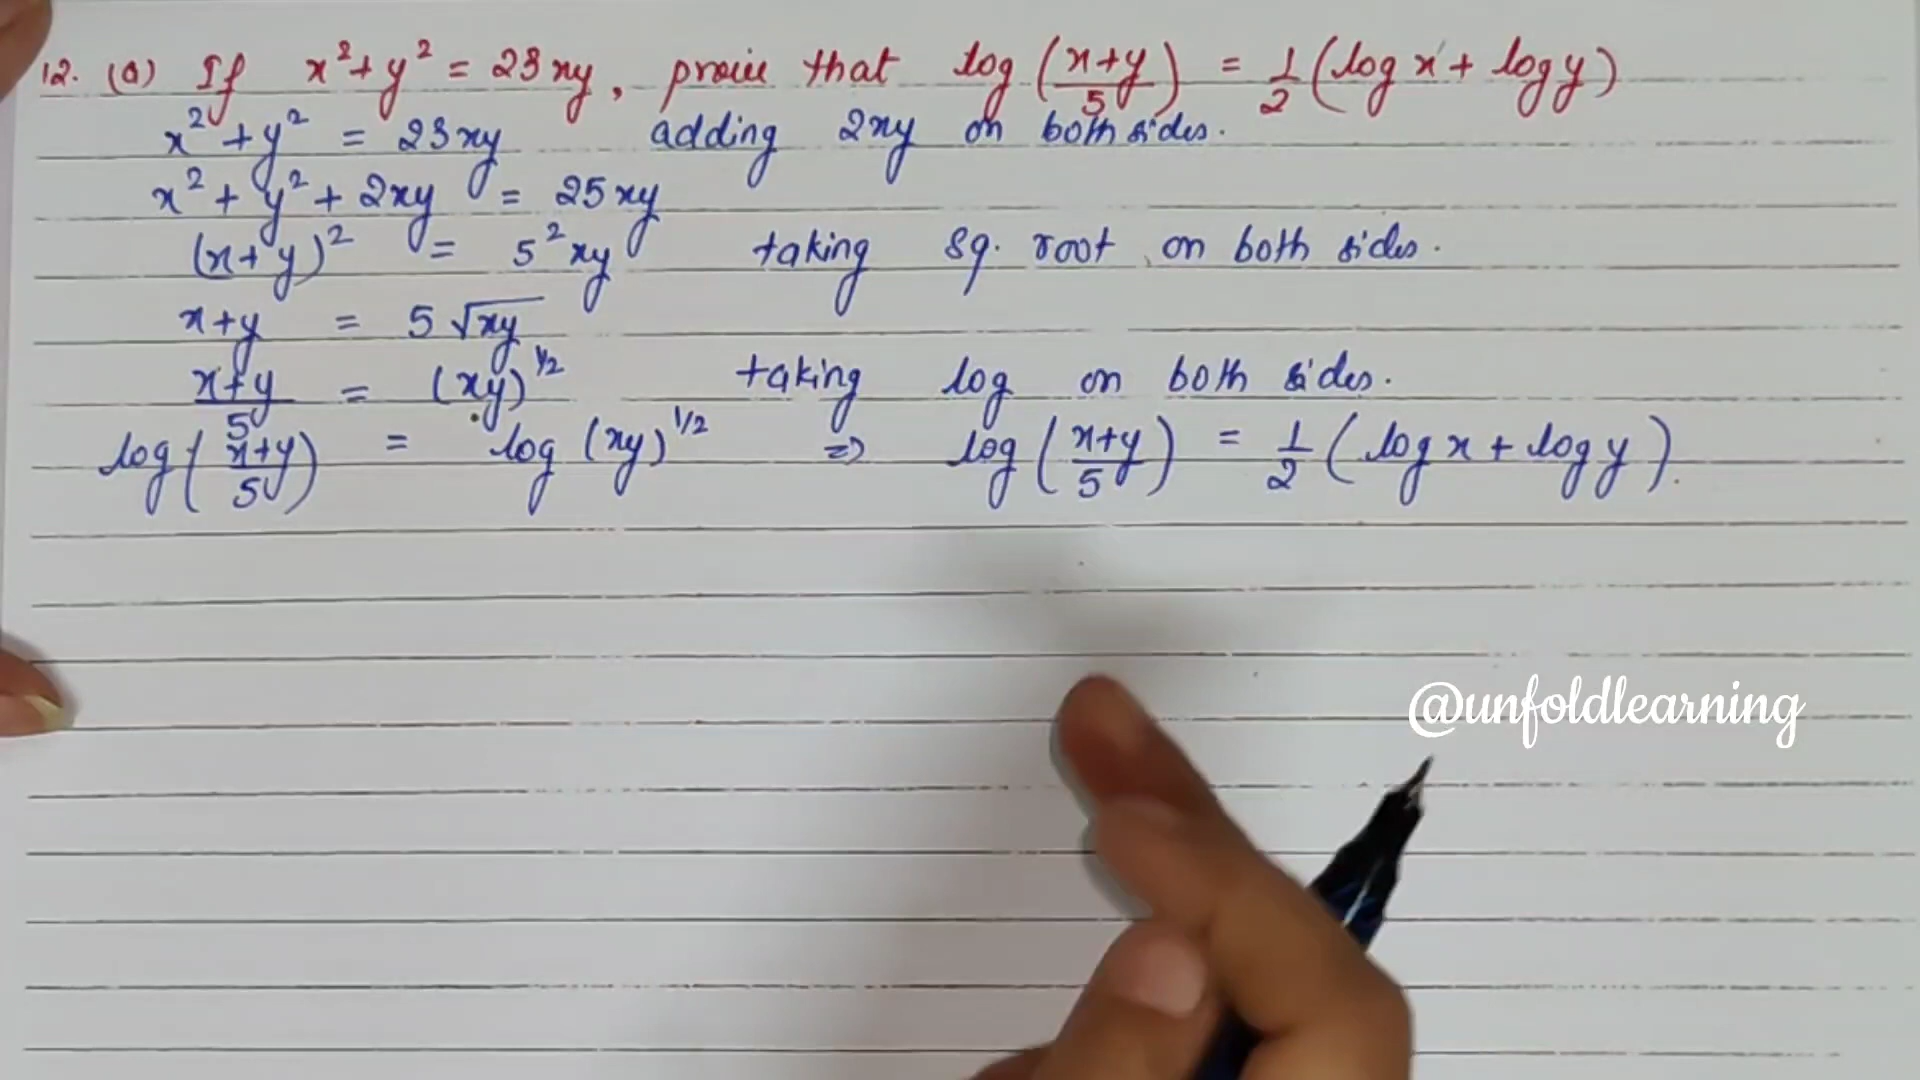 12. (a) If x² + y² = 23xy, prove that log (x+y/5) = 1/2 (log x + log y)
x² + y² = 23xy adding 2xy on both sides.
x² + y² + 2xy = 25xy
(x+y)² = 5²xy taking sq. root on both sides.
x+y = 5√xy
x+y/5 = (xy)^1/2 taking log on both sides.
log (x+y/5) = log (xy)^1/2 ⇒ log (x+y/5) = 1/2 (log x + log y).
@unfoldlearning